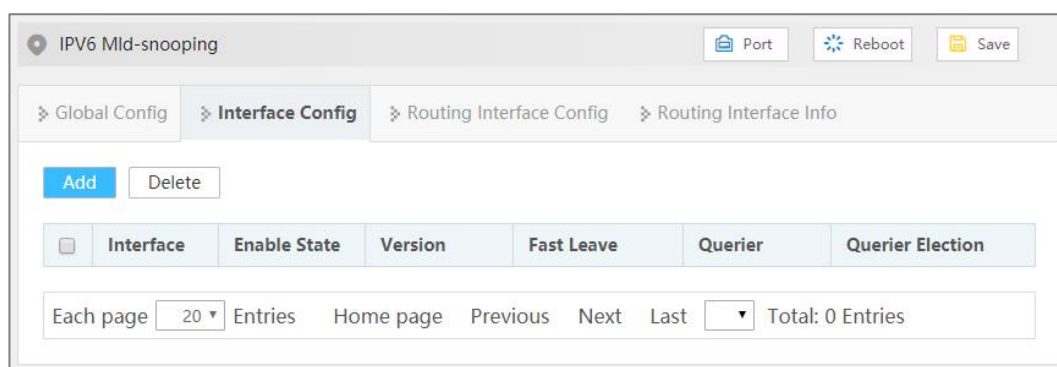 IPV6 Mld-snooping Port Reboot Save
Global Config Interface Config Routing Interface Config Routing Interface Info
Add Delete
Interface Enable State Version Fast Leave Querier Querier Election
Each page 20 Entries Home page Previous Next Last Total: 0 Entries